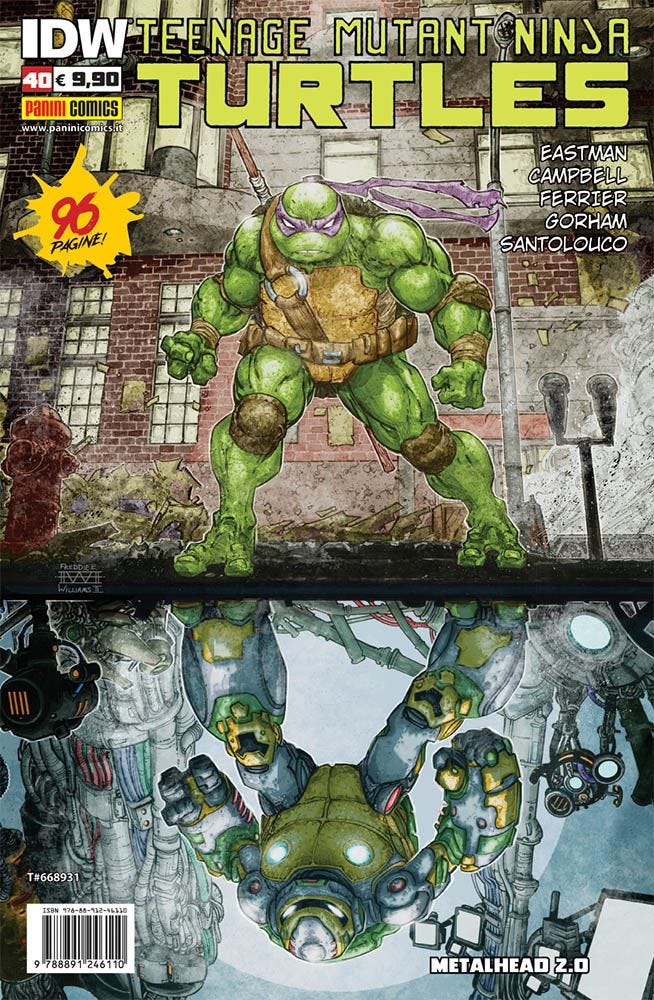 IDW
TEENAGE MUTANT NINJA
TURTLES
40 € 9,90
PANINI COMICS
www.paninicomics.it
96
PAGINE!
EASTMAN
CAMPBELL
FERRIER
GORHAM
SANTOLOUCO
FREDDIE E
WILLIAMS II
T#668931
ISBN 978-88-912-4611-0
9 788891 246110
METALHEAD 2.0